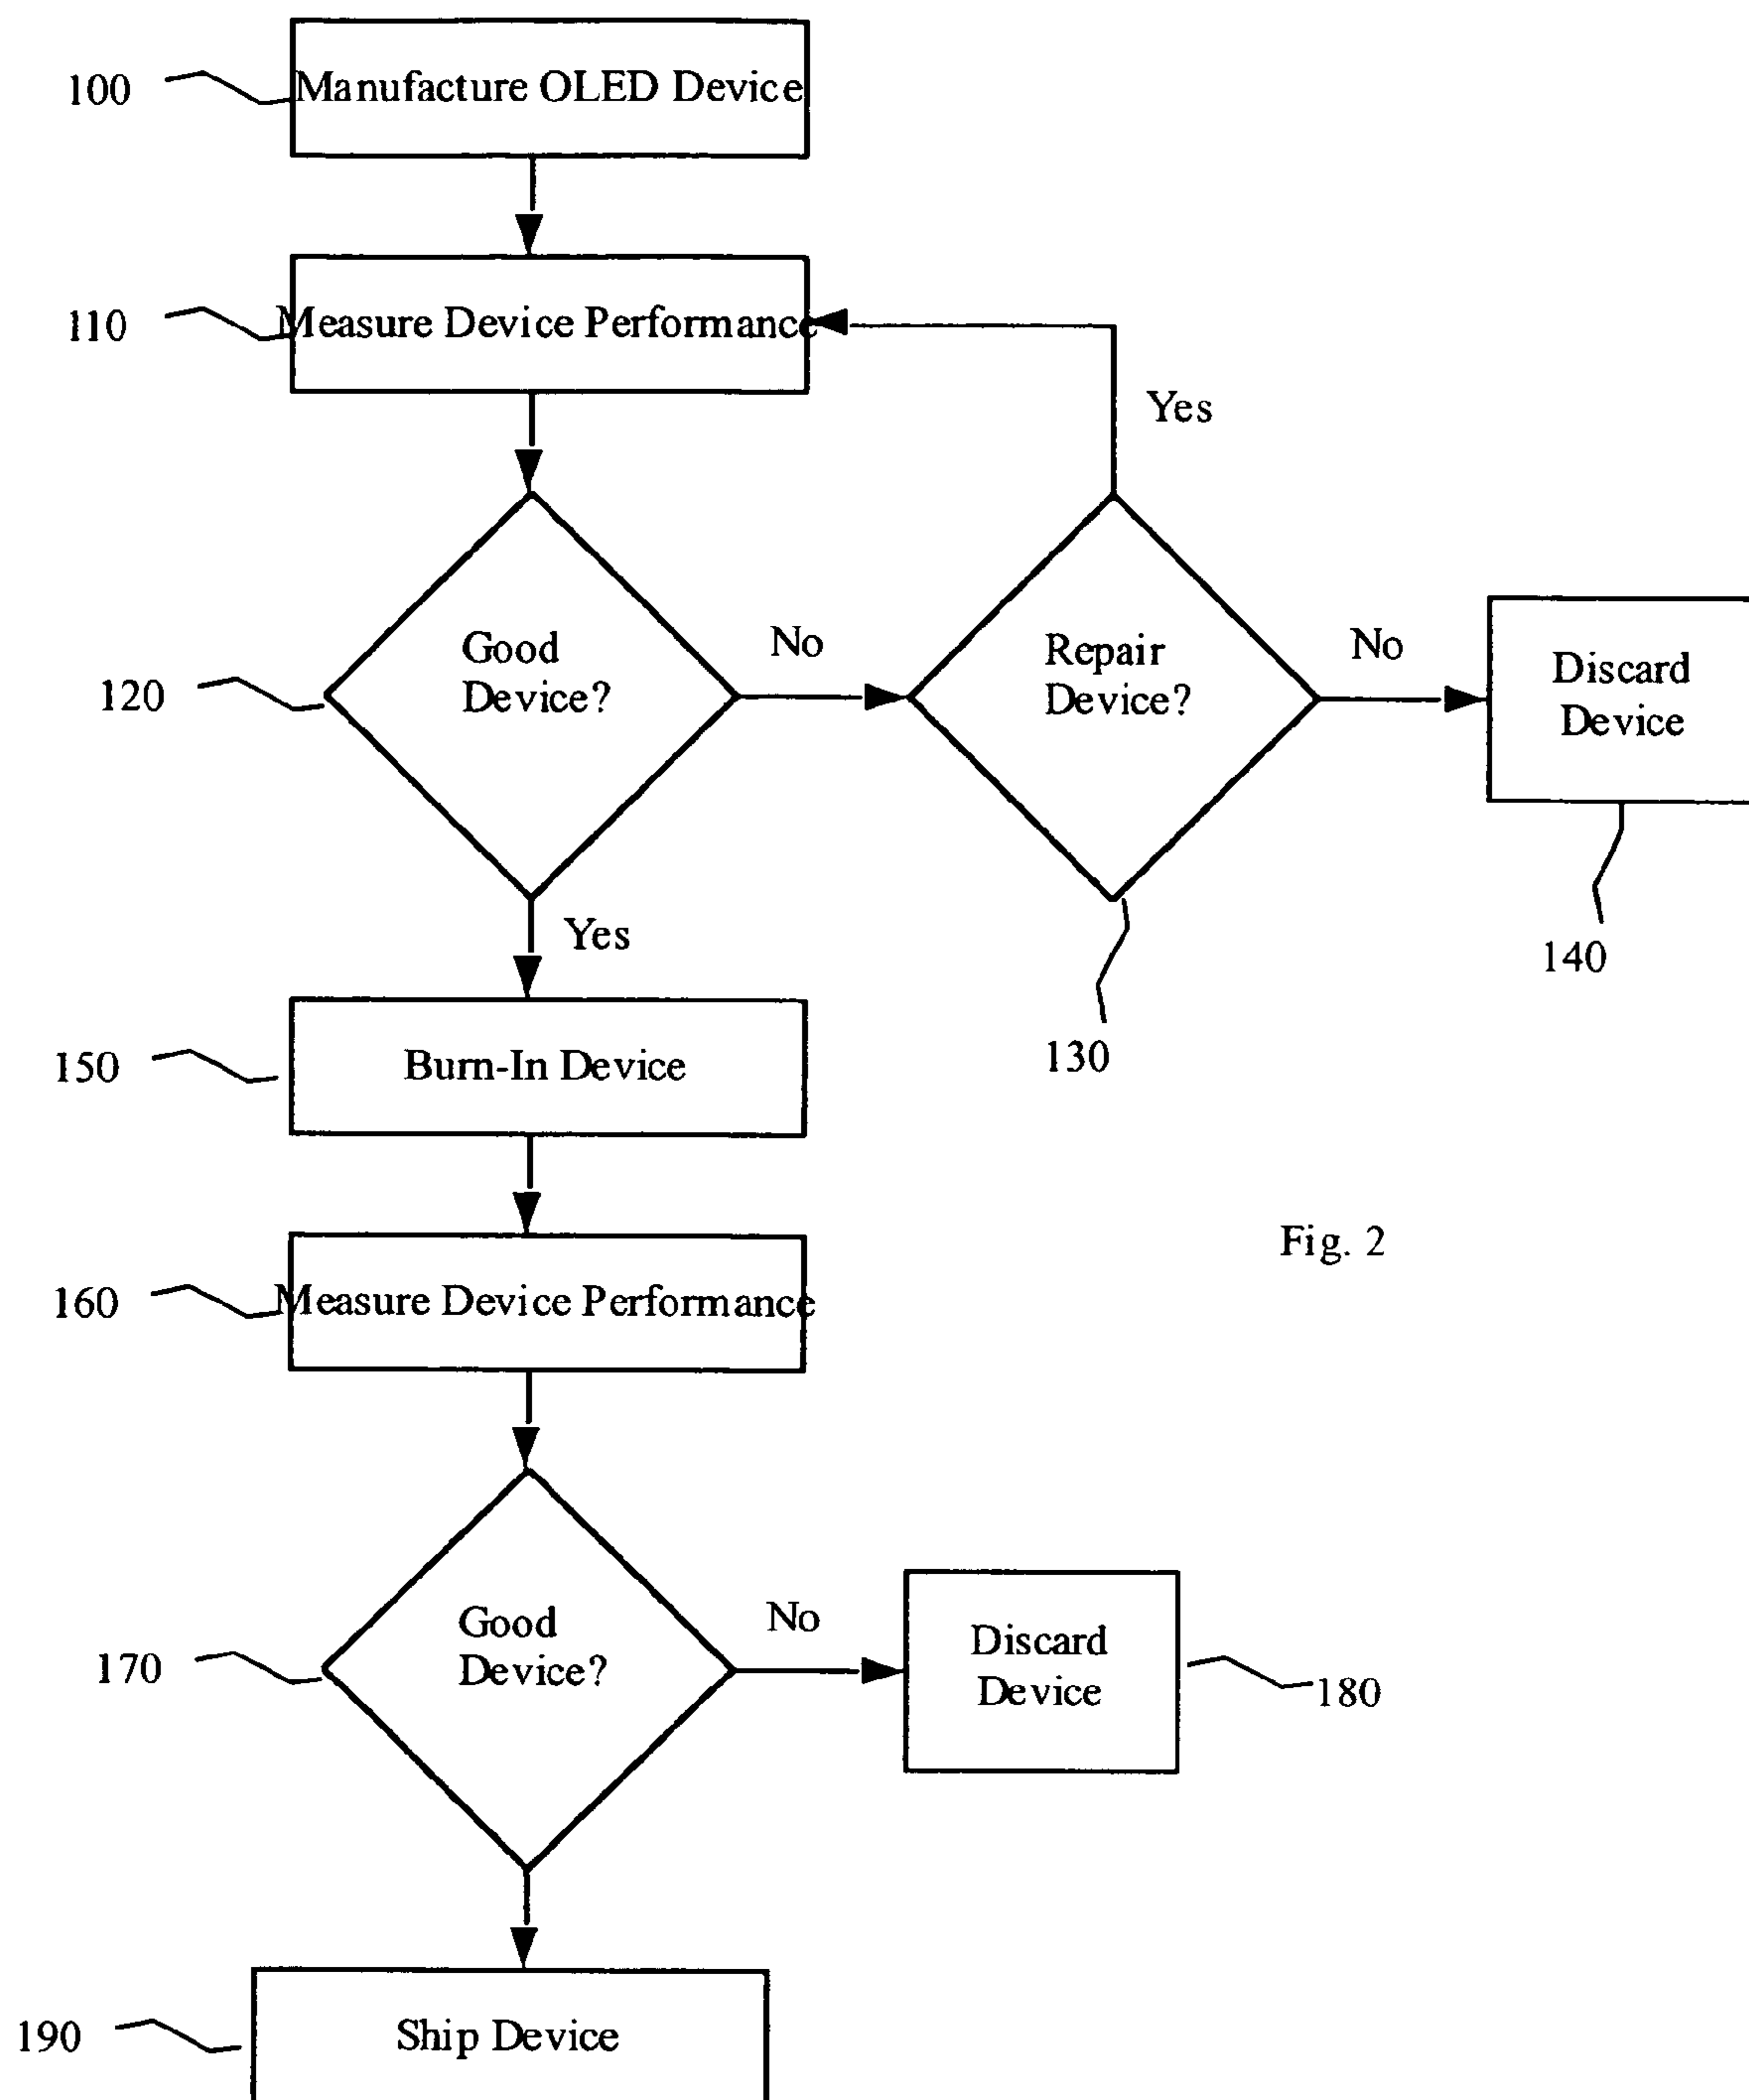 100
Manufacture OLED Device
110
Measure Device Performance
Yes
120
Good
Device?
No
Repair
Device?
No
Discard
Device
Yes
130
140
150
Burn-In Device
160
Measure Device Performance
Fig. 2
170
Good
Device?
No
Discard
Device
180
190
Ship Device